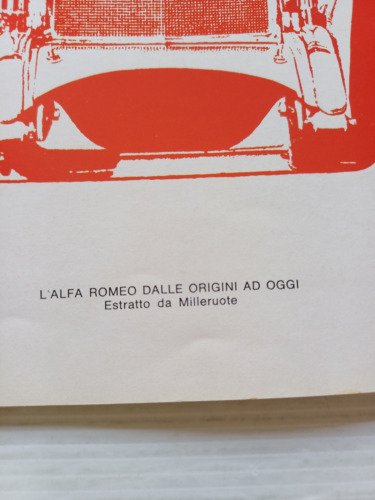 L'ALFA ROMEO DALLE ORIGINI AD OGGI
Estratto da Milleruote